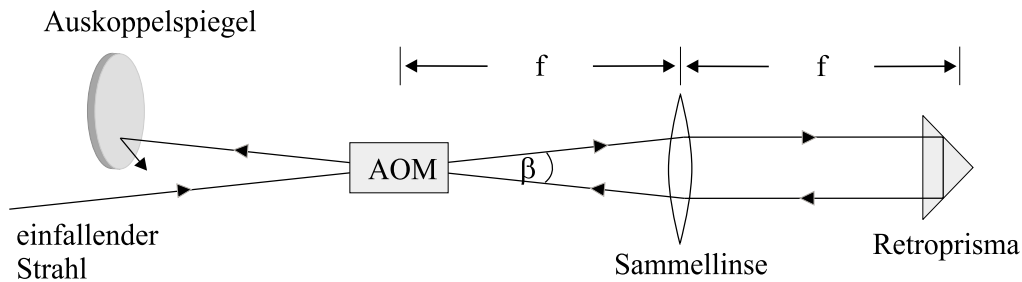 Auskoppelspiegel
f
f
AOM
β
einfallender
Strahl
Sammellinse
Retroprisma